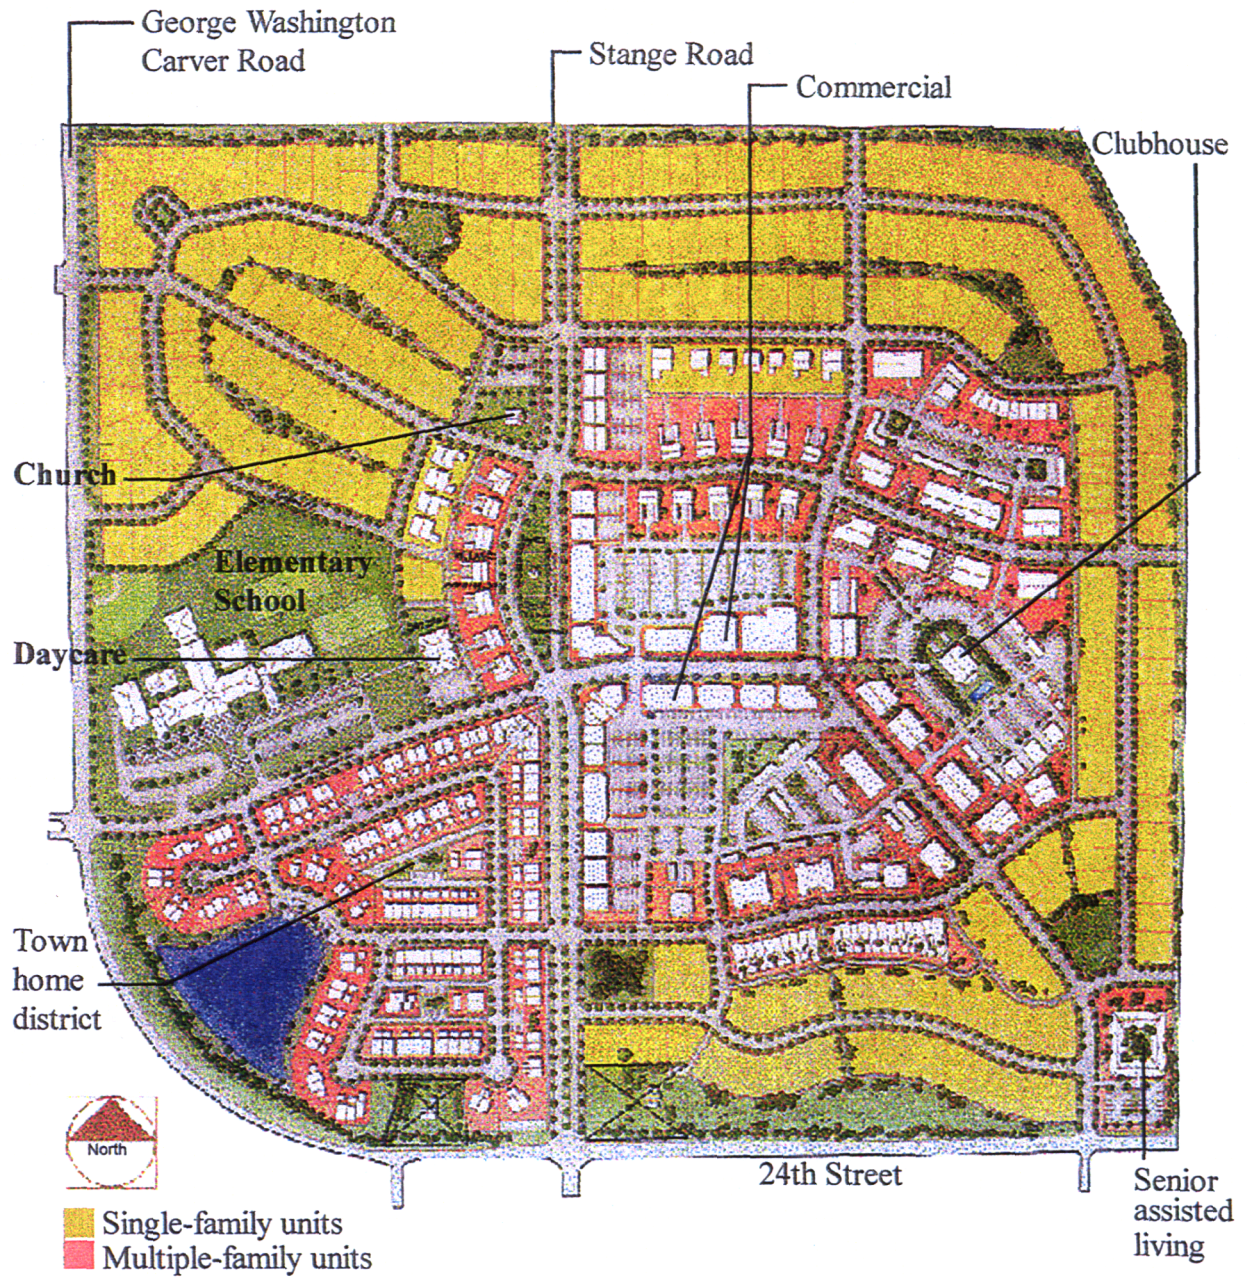 George Washington
Carver Road
Stange Road
Commercial
Clubhouse
Church
Elementary
School
Daycare
Town
home
district
North
24th Street
Senior
assisted
living
Single-family units
Multiple-family units